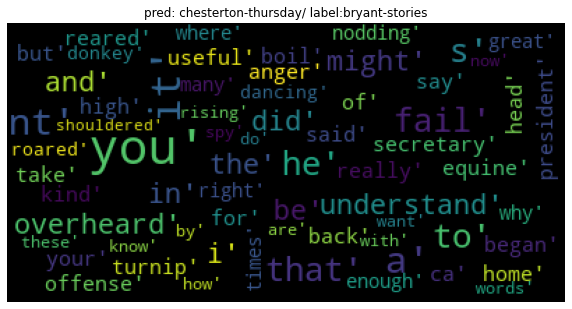 pred: chesterton-thursday/ label:bryant-stories
reared' where' nodding' great'
but' donkey' it' useful' boil' might' s' now'
and' many' anger' say'
high' rising' dancing' of' head' president'
nt' shouldered' you' spy' do' did' said' fail'
roared' the' he' really' secretary'
take' kind' in' right' equine'
overheard' for' be' understand' why'
these' by' i' times' are' back' with' want' to'
your' know' turnip' that' a' ca' began'
offense' how' enough' words' home'